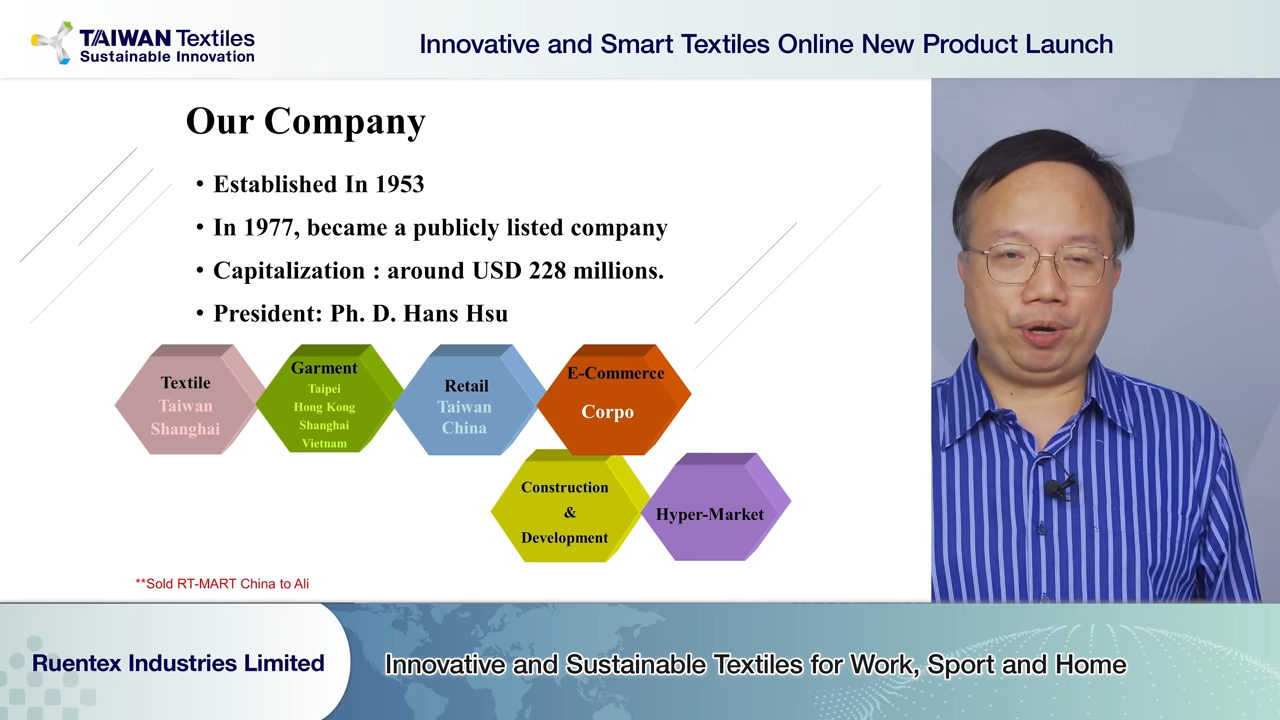 TAIWAN Textiles
Sustainable Innovation
Innovative and Smart Textiles Online New Product Launch
Our Company
• Established In 1953
• In 1977, became a publicly listed company
• Capitalization : around USD 228 millions.
• President: Ph. D. Hans Hsu
Textile
Taiwan
Shanghai
Garment
Taipei
Hong Kong
Shanghai
Vietnam
Retail
Taiwan
China
E-Commerce
Corpo
Construction
&
Development
Hyper-Market
**Sold RT-MART China to Ali
Ruentex Industries Limited
Innovative and Sustainable Textiles for Work, Sport and Home